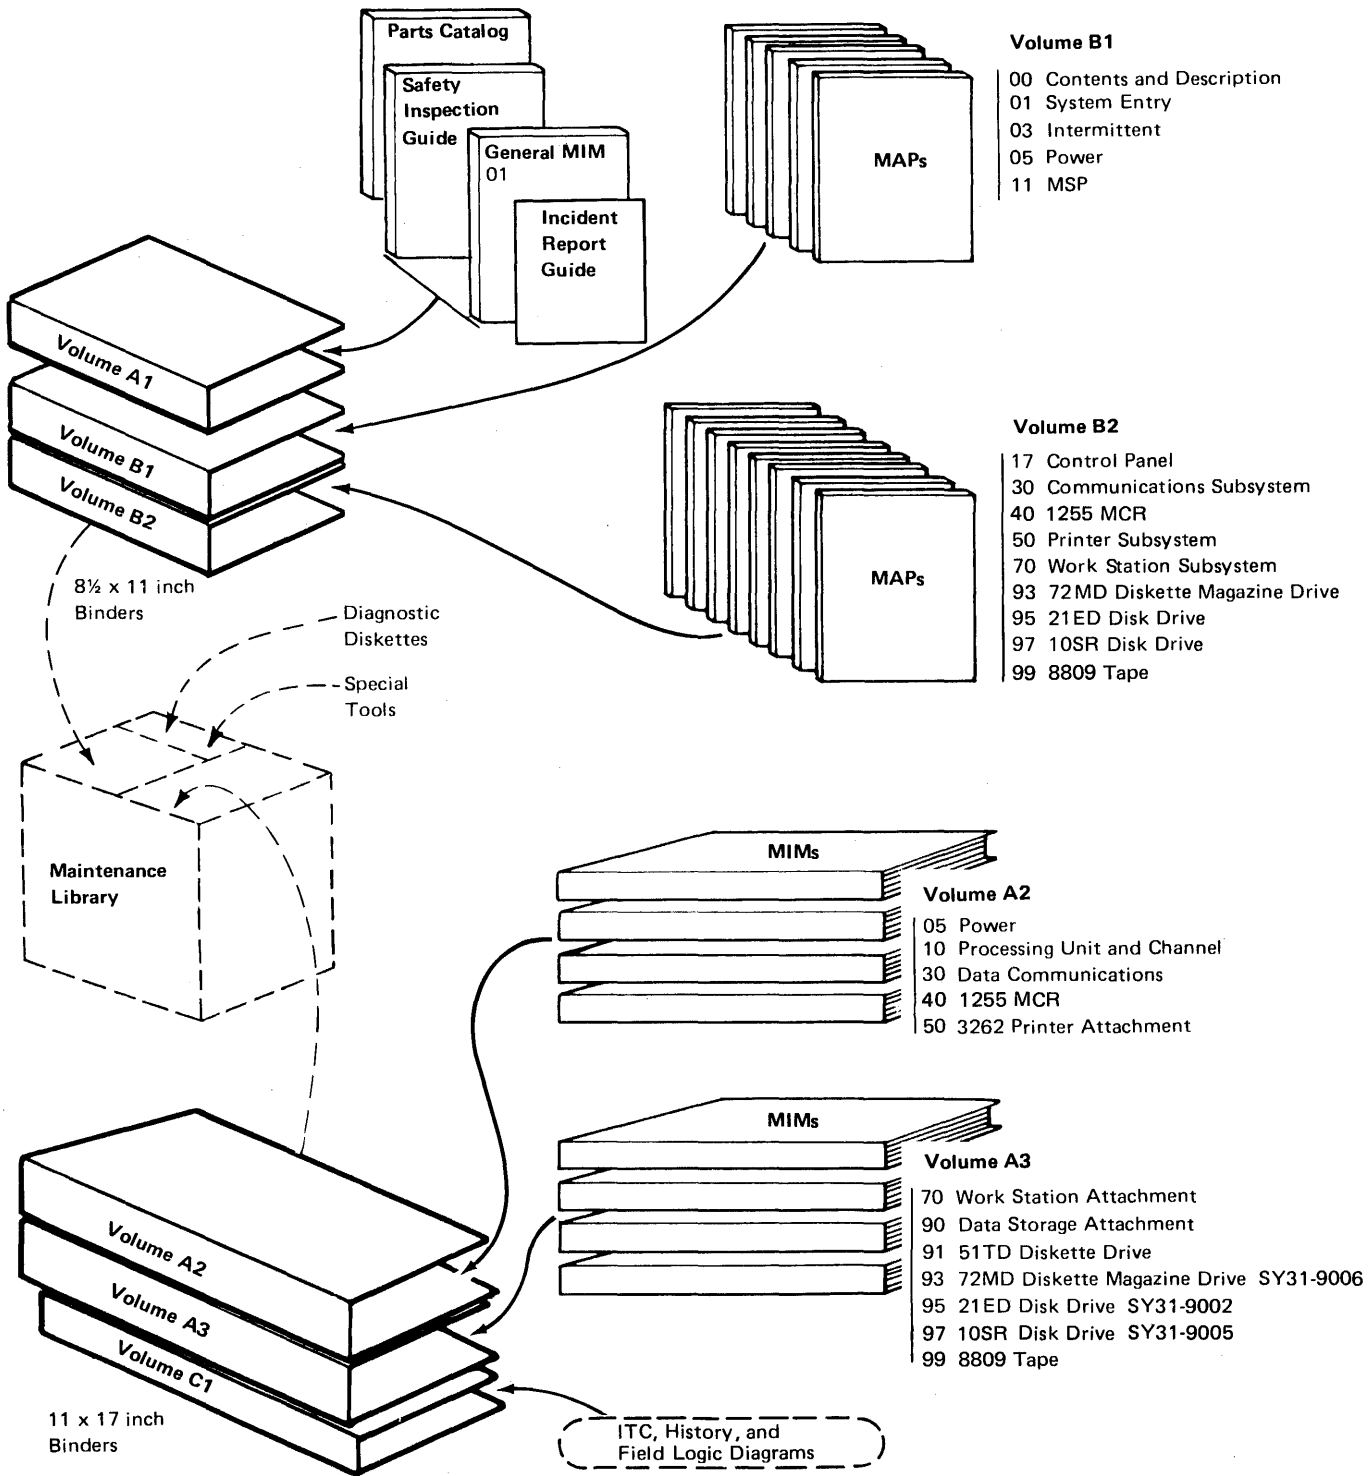 Parts Catalog
Safety
Inspection
Guide
General MIM
01
Incident
Report
Guide
MAPs
Volume B1
00 Contents and Description
01 System Entry
03 Intermittent
05 Power
11 MSP
Volume A1
Volume B1
Volume B2
8½ x 11 inch
Binders
MAPs
Volume B2
17 Control Panel
30 Communications Subsystem
40 1255 MCR
50 Printer Subsystem
70 Work Station Subsystem
93 72MD Diskette Magazine Drive
95 21ED Disk Drive
97 10SR Disk Drive
99 8809 Tape
Diagnostic
Diskettes
Special
Tools
Maintenance
Library
MIMs
Volume A2
05 Power
10 Processing Unit and Channel
30 Data Communications
40 1255 MCR
50 3262 Printer Attachment
MIMs
Volume A3
70 Work Station Attachment
90 Data Storage Attachment
91 51TD Diskette Drive
93 72MD Diskette Magazine Drive SY31-9006
95 21ED Disk Drive SY31-9002
97 10SR Disk Drive SY31-9005
99 8809 Tape
Volume A2
Volume A3
Volume C1
11 x 17 inch
Binders
ITC, History, and
Field Logic Diagrams